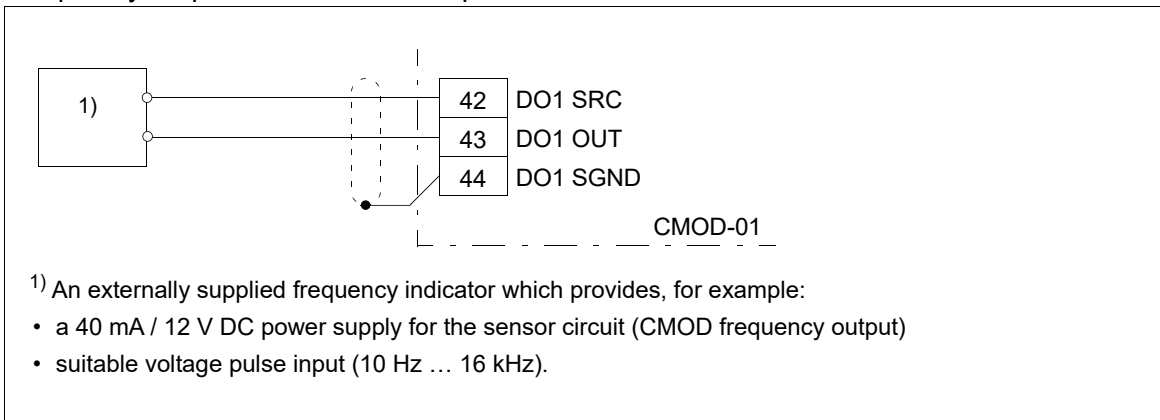 42 DO1 SRC
1)
43 DO1 OUT
44 DO1 SGND
CMOD-01
1) An externally supplied frequency indicator which provides, for example:
• a 40 mA / 12 V DC power supply for the sensor circuit (CMOD frequency output)
• suitable voltage pulse input (10 Hz … 16 kHz).